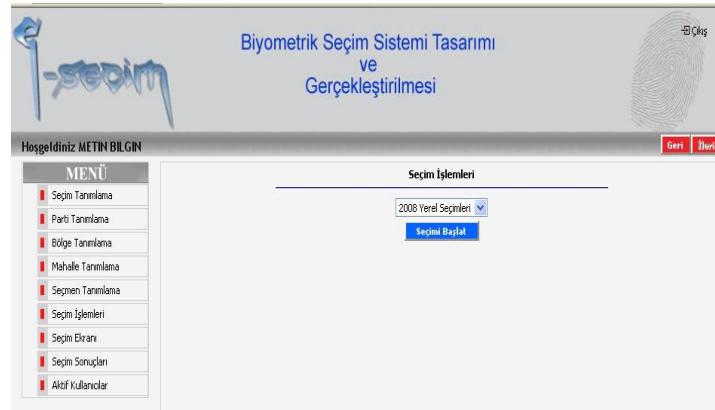 i-seçim
Biyometrik Seçim Sistemi Tasarımı
ve
Gerçekleştirilmesi
Çıkış
Hoşgeldiniz METIN BILGIN
Geri İleri
MENÜ
Seçim Tanımlama
Parti Tanımlama
Bölge Tanımlama
Mahalle Tanımlama
Seçmen Tanımlama
Seçim İşlemleri
Seçim Ekranı
Seçim Sonuçları
Aktif Kullanıcılar
Seçim İşlemleri
2008 Yerel Seçimleri
Seçimi Başlat